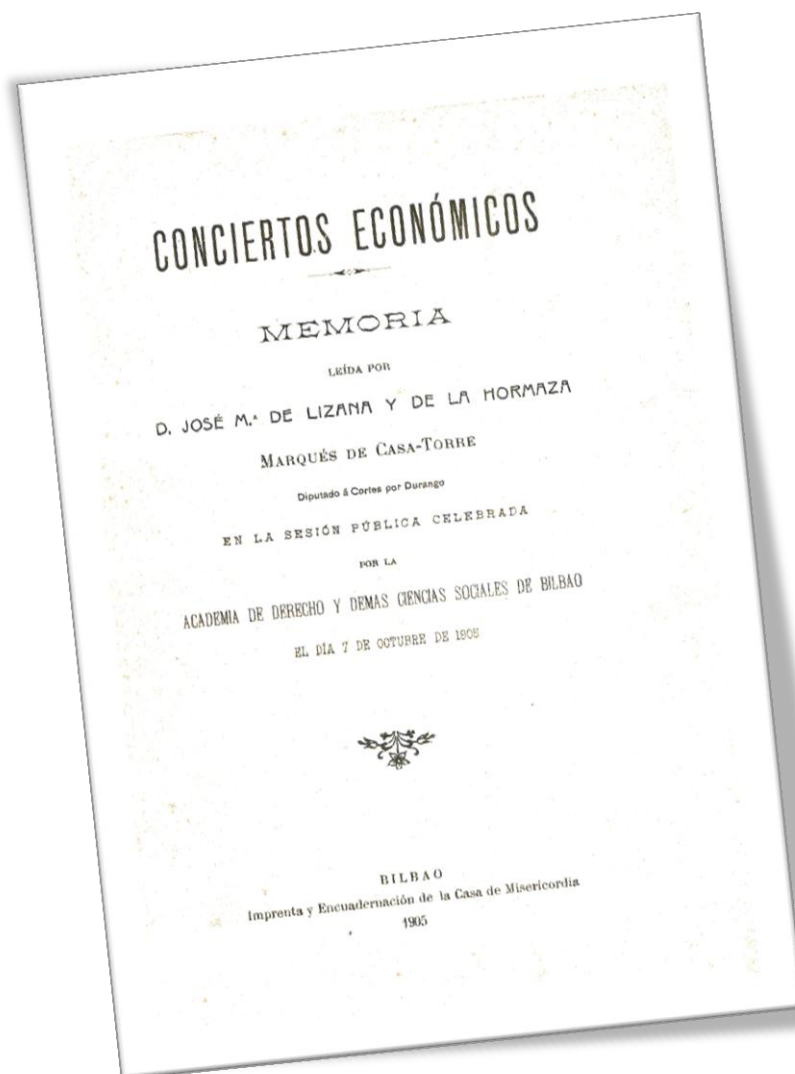 CONCIERTOS ECONÓMICOS
MEMORIA
LEÍDA POR
D. JOSÉ M.ª DE LIZANA Y DE LA HORMAZA
MARQUÉS DE CASA-TORRE
Diputado á Cortes por Durango
EN LA SESIÓN PÚBLICA CELEBRADA
POR LA
ACADEMIA DE DERECHO Y DEMAS CIENCIAS SOCIALES DE BILBAO
EL DÍA 7 DE OCTUBRE DE 1905
BILBAO
Imprenta y Encuadernación de la Casa de Misericordia
1905